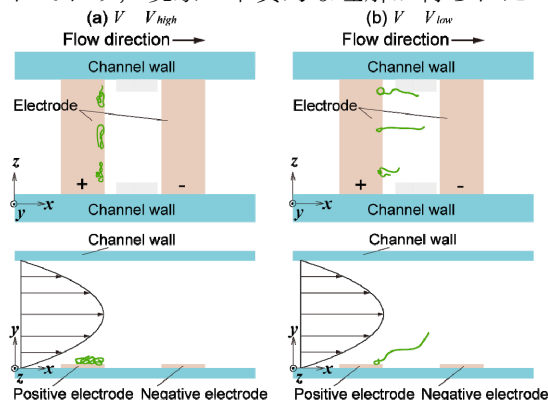 (a) V V_high
(b) V V_low
Flow direction
Flow direction
Channel wall
Channel wall
Electrode
Electrode
+
-
+
-
z
y
x
z
y
x
Channel wall
Channel wall
Channel wall
Channel wall
y
z
x
y
z
x
Positive electrode
Negative electrode
Positive electrode
Negative electrode